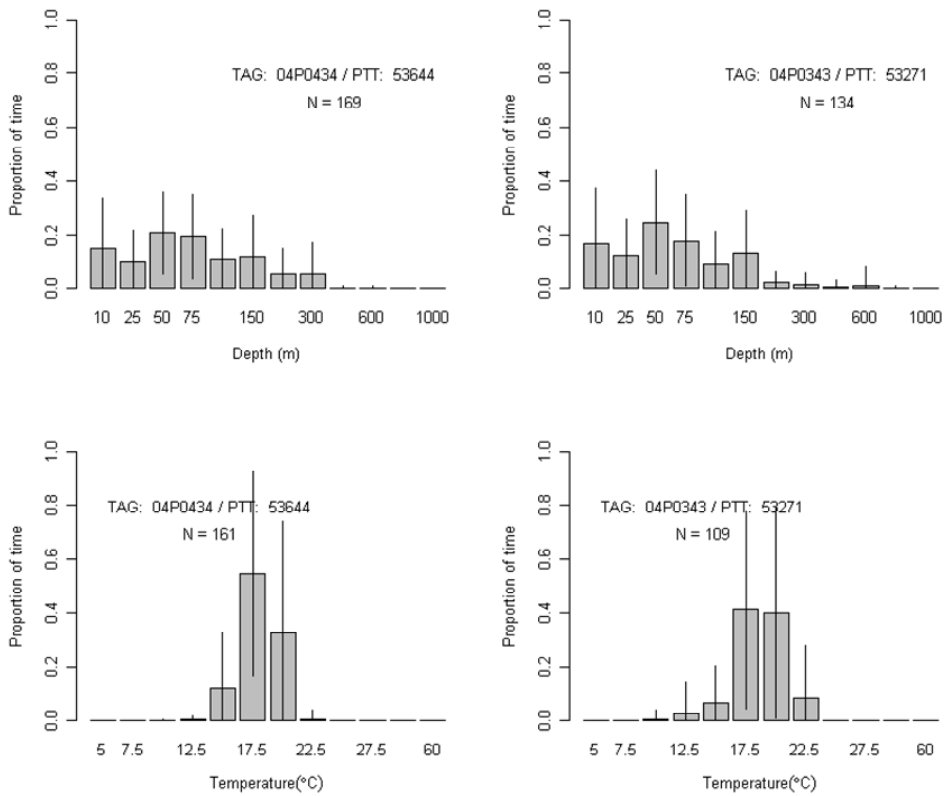 Proportion of time
1.0
0.8
0.6
0.4
0.2
0.0
TAG: 04P0434 / PTT: 53644
N = 169
10 25 50 75 150 300 600 1000
Depth (m)
Proportion of time
1.0
0.8
0.6
0.4
0.2
0.0
TAG: 04P0343 / PTT: 53271
N = 134
10 25 50 75 150 300 600 1000
Depth (m)
Proportion of time
1.0
0.8
0.6
0.4
0.2
0.0
TAG: 04P0434 / PTT: 53644
N = 161
5 7.5 12.5 17.5 22.5 27.5 60
Temperature(°C)
Proportion of time
1.0
0.8
0.6
0.4
0.2
0.0
TAG: 04P0343 / PTT: 53271
N = 109
5 7.5 12.5 17.5 22.5 27.5 60
Temperature(°C)